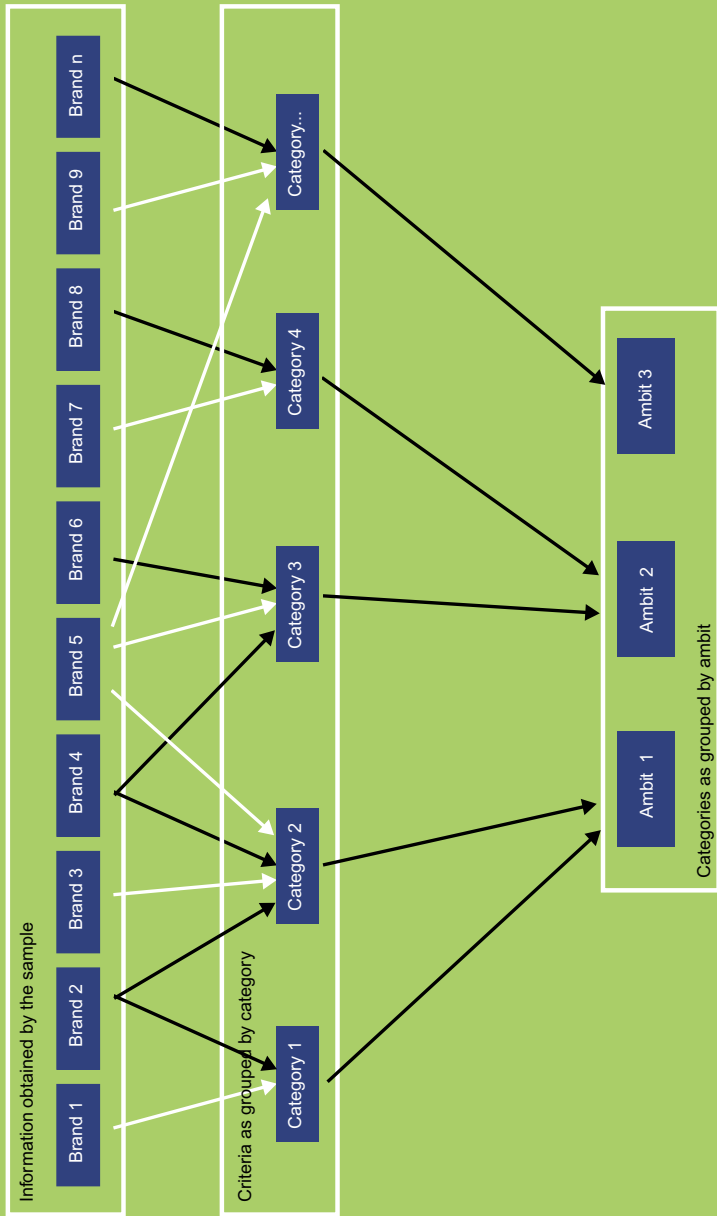 Information obtained by the sample
Brand 1
Brand 2
Brand 3
Brand 4
Brand 5
Brand 6
Brand 7
Brand 8
Brand 9
Brand n
Criteria as grouped by category
Category 1
Category 2
Category 3
Category 4
Category...
Ambit 1
Ambit 2
Ambit 3
Categories as grouped by ambit